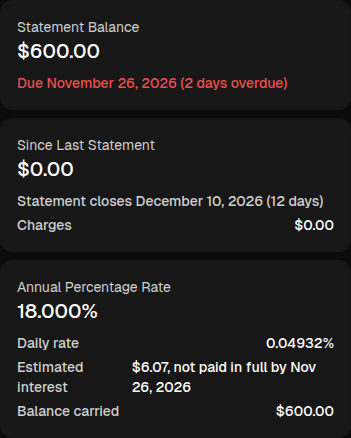 Statement Balance
$600.00
Due November 26, 2026 (2 days overdue)
Since Last Statement
$0.00
Statement closes December 10, 2026 (12 days)
Charges $0.00
Annual Percentage Rate
18.000%
Daily rate 0.04932%
Estimated $6.07, not paid in full by Nov
interest 26, 2026
Balance carried $600.00